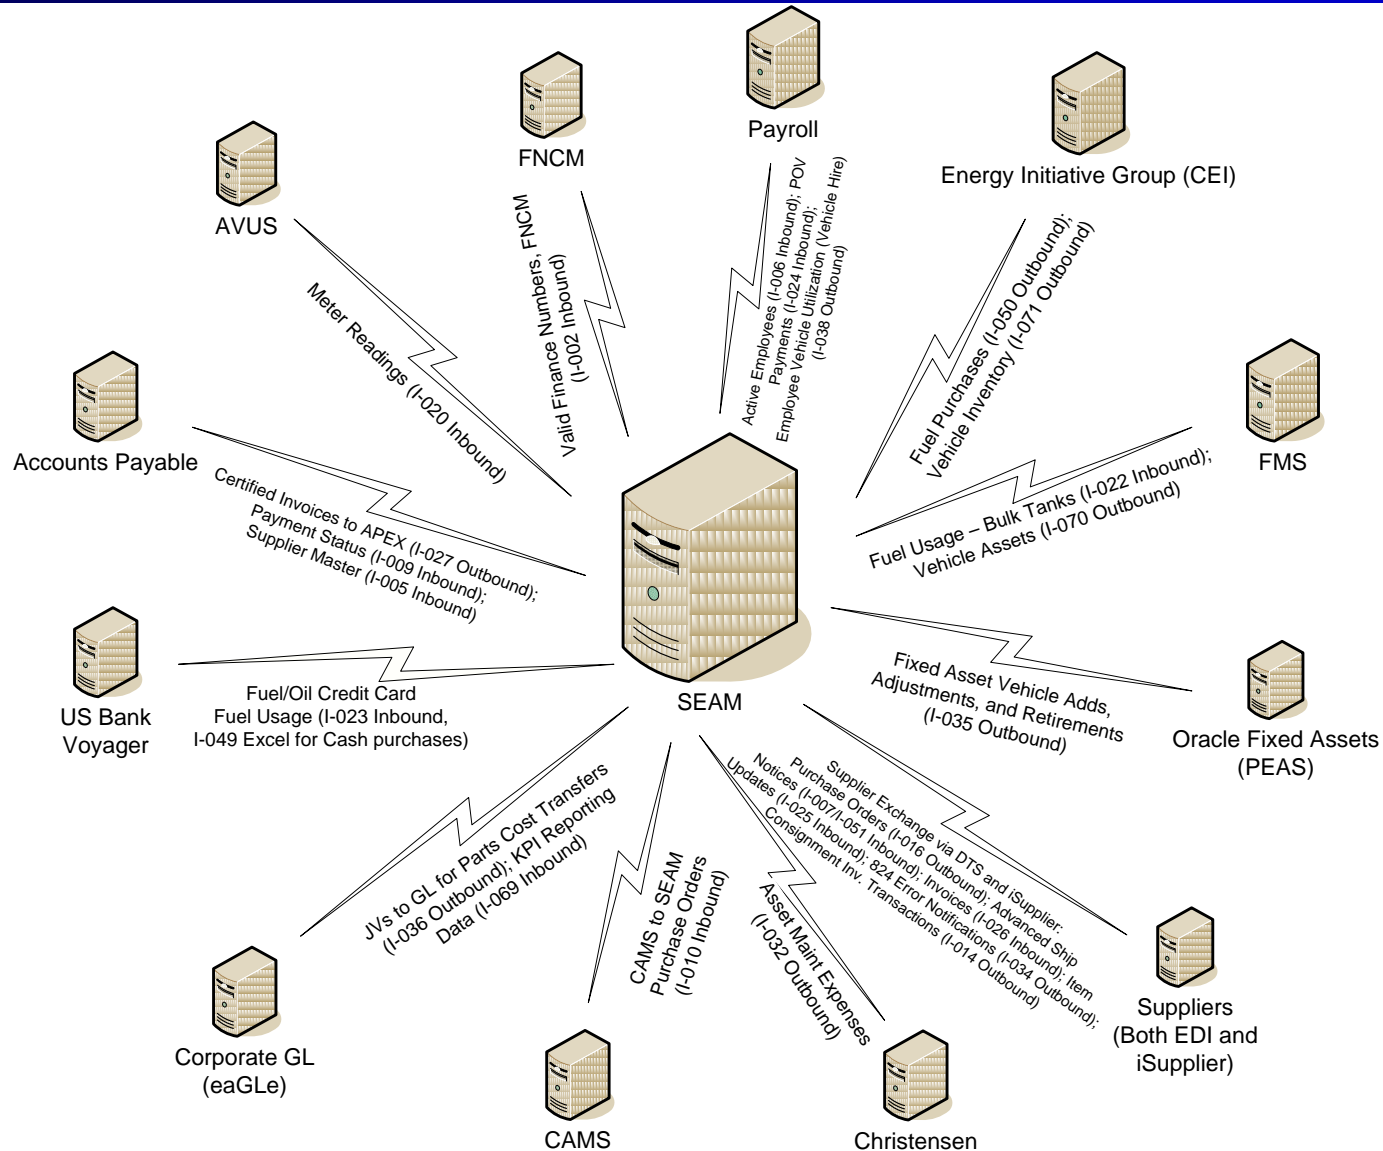 Payroll
FNCM
Energy Initiative Group (CEI)
AVUS
Meter Readings (I-020 Inbound)
Valid Finance Numbers, FNCM
(I-002 Inbound)
Active Employees (I-006 Inbound); POV
Payments (I-024 Inbound);
Employee Vehicle Utilization (Vehicle Hire)
(I-038 Outbound)
Fuel Purchases (I-050 Outbound);
Vehicle Inventory (I-071 Outbound)
Accounts Payable
FMS
Certified Invoices to APEX (I-027 Outbound);
Payment Status (I-009 Inbound);
Supplier Master (I-005 Inbound)
Fuel Usage – Bulk Tanks (I-022 Inbound);
Vehicle Assets (I-070 Outbound)
US Bank
Voyager
Fuel/Oil Credit Card
Fuel Usage (I-023 Inbound,
I-049 Excel for Cash purchases)
SEAM
Fixed Asset Vehicle Adds,
Adjustments, and Retirements
(I-035 Outbound)
Oracle Fixed Assets
(PEAS)
JVs to GL for Parts Cost Transfers
(I-036 Outbound); KPI Reporting
Data (I-069 Inbound)
CAMS to SEAM
Purchase Orders
(I-010 Inbound)
Asset Maint Expenses
(I-032 Outbound)
Supplier Exchange via DTS and iSupplier:
Purchase Orders (I-016 Outbound); Advanced Ship
Notices (I-007/I-051 Inbound); Invoices (I-026 Inbound); Item
Updates (I-025 Inbound); 824 Error Notifications (I-034 Outbound);
Consignment Inv. Transactions (I-014 Outbound)
Suppliers
(Both EDI and
iSupplier)
Corporate GL
(eaGLe)
CAMS
Christensen